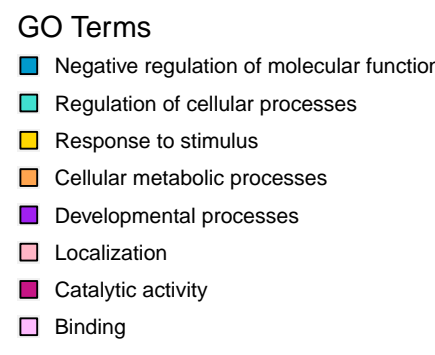 GO Terms
Negative regulation of molecular function
Regulation of cellular processes
Response to stimulus
Cellular metabolic processes
Developmental processes
Localization
Catalytic activity
Binding